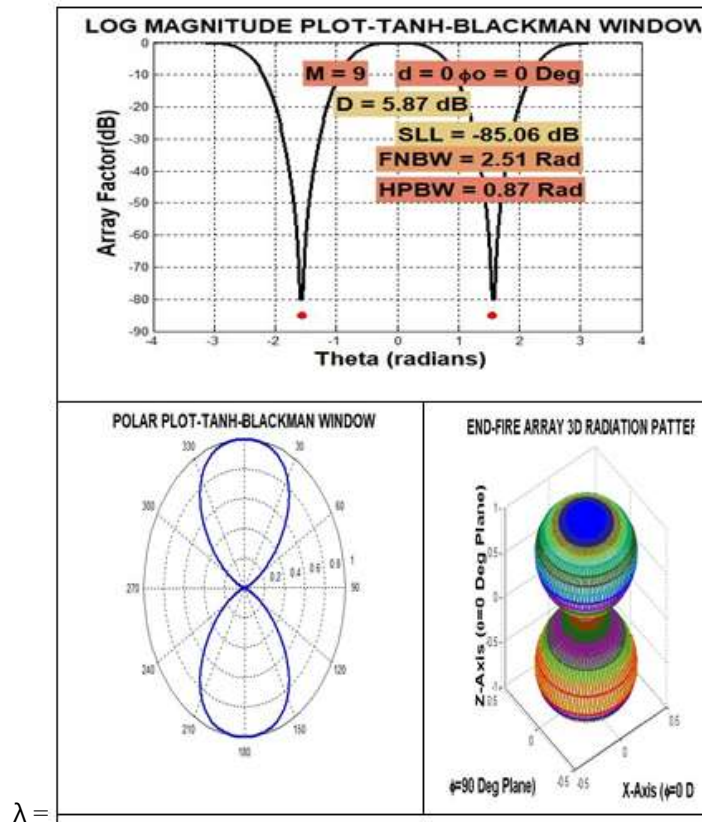 LOG MAGNITUDE PLOT-TANH-BLACKMAN WINDOW
0
-10
-20
-30
-40
-50
-60
-70
-80
-90
M = 9
d = 0 ϕo = 0 Deg
D = 5.87 dB
SLL = -85.06 dB
FNBW = 2.51 Rad
HPBW = 0.87 Rad
Array Factor(dB)
-4 -3 -2 -1 0 1 2 3 4
Theta (radians)
POLAR PLOT-TANH-BLACKMAN WINDOW
330 30
300 60
1
0.2 0.4 0.6 0.8
270 90
240 120
210 150
180
END-FIRE ARRAY 3D RADIATION PATTER
Z-Axis (ϕ=0 Deg Plane)
1
0.5
0
-0.5
-1
0.5
0
-0.5 -0.5
0
0.5
ϕ=90 Deg Plane)
X-Axis (ϕ=0 D
λ =